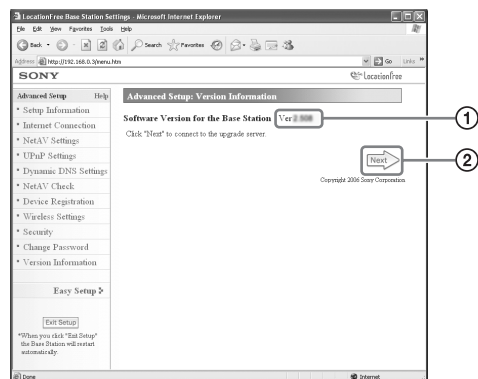 LocationFree Base Station Settings - Microsoft Internet Explorer
File Edit View Favorites Tools Help
Back Search Favorites
Address http://192.168.0.3/menu.htm Go Links
SONY LocationFree
Advanced Setup Help
* Setup Information
* Internet Connection
* NetAV Settings
* UPnP Settings
* Dynamic DNS Settings
* NetAV Check
* Device Registration
* Wireless Settings
* Security
* Change Password
* Version Information
Easy Setup
Exit Setup
*When you click "Exit Setup"
the Base Station will restart
automatically.
Advanced Setup: Version Information
Software Version for the Base Station Ver
1
Click "Next" to connect to the upgrade server.
Next
2
Copyright 2006 Sony Corporation
Done Internet